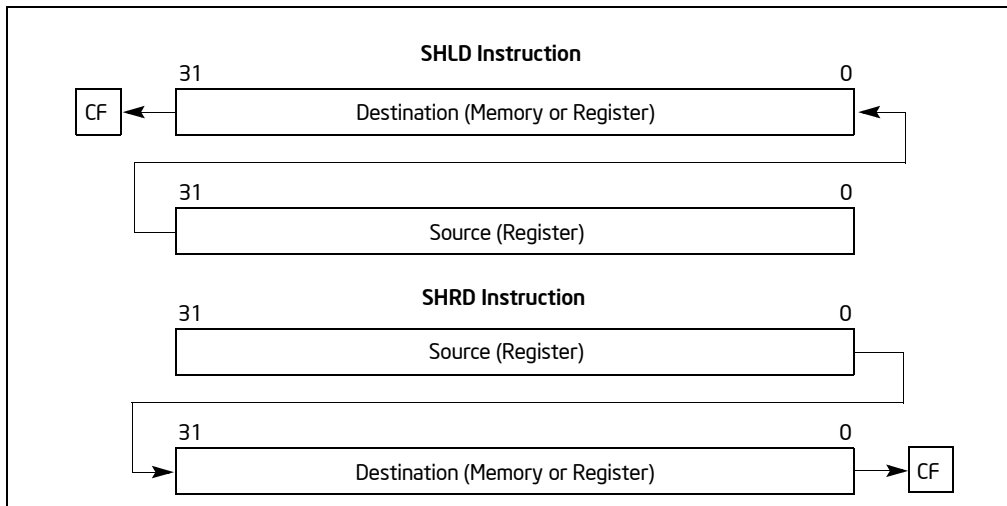 SHLD Instruction
31 0
CF Destination (Memory or Register)
31 0
Source (Register)
SHRD Instruction
31 0
Source (Register)
31 0
Destination (Memory or Register) CF